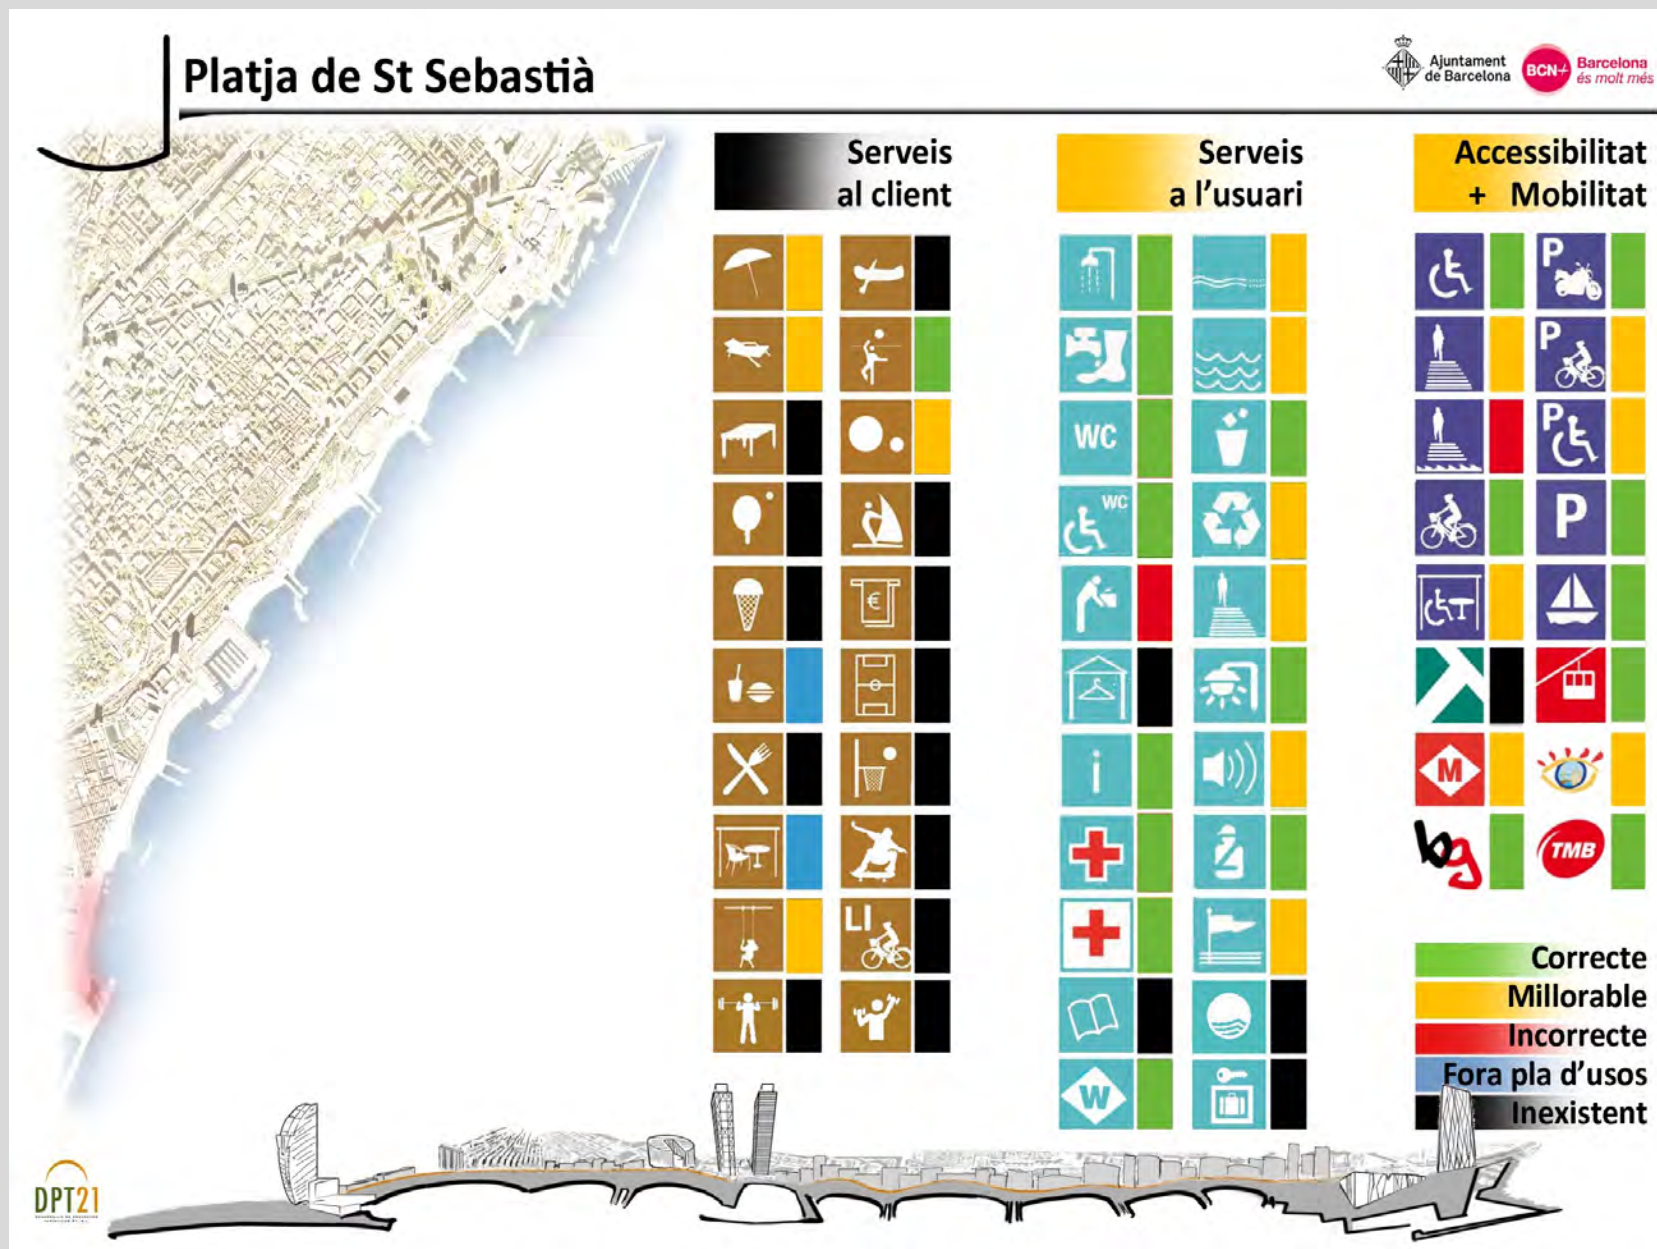 Platja de St Sebastià
Ajuntament
de Barcelona
BCN+
Barcelona
és molt més
Serveis
al client
Serveis
a l'usuari
Accessibilitat
+ Mobilitat
P
P
WC
P
WC
P
€
i
M
bg
TMB
LI
W
Correcte
Millorable
Incorrecte
Fora pla d'usos
Inexistent
DPT21